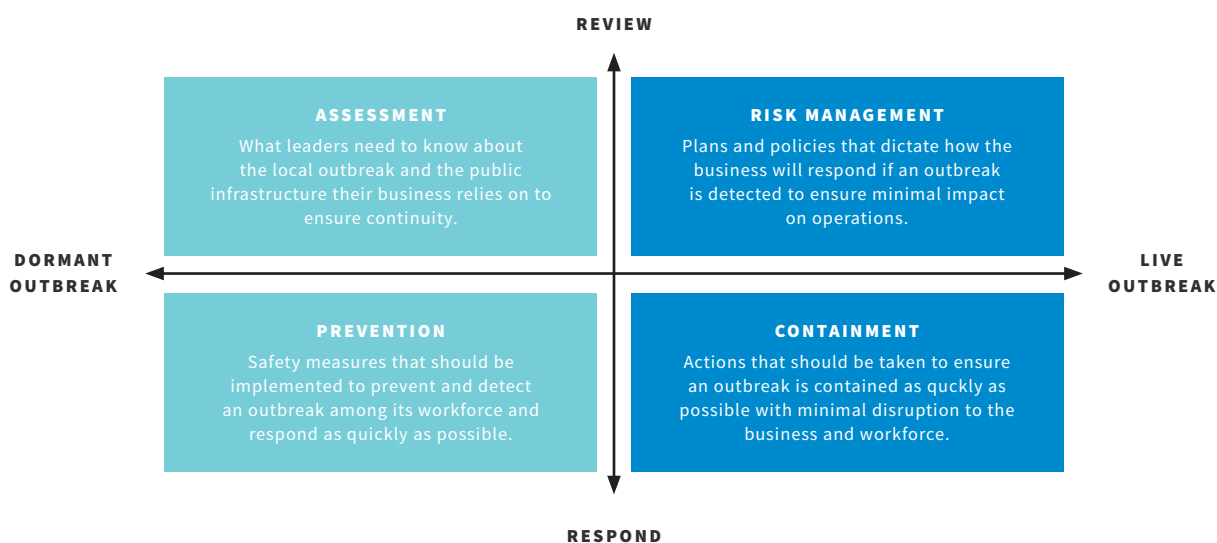 REVIEW
ASSESSMENT
What leaders need to know about
the local outbreak and the public
infrastructure their business relies on to
ensure continuity.
RISK MANAGEMENT
Plans and policies that dictate how the
business will respond if an outbreak
is detected to ensure minimal impact
on operations.
DORMANT
OUTBREAK
LIVE
OUTBREAK
PREVENTION
Safety measures that should be
implemented to prevent and detect
an outbreak among its workforce and
respond as quickly as possible.
CONTAINMENT
Actions that should be taken to ensure
an outbreak is contained as quckly as
possible with minimal disruption to the
business and workforce.
RESPOND